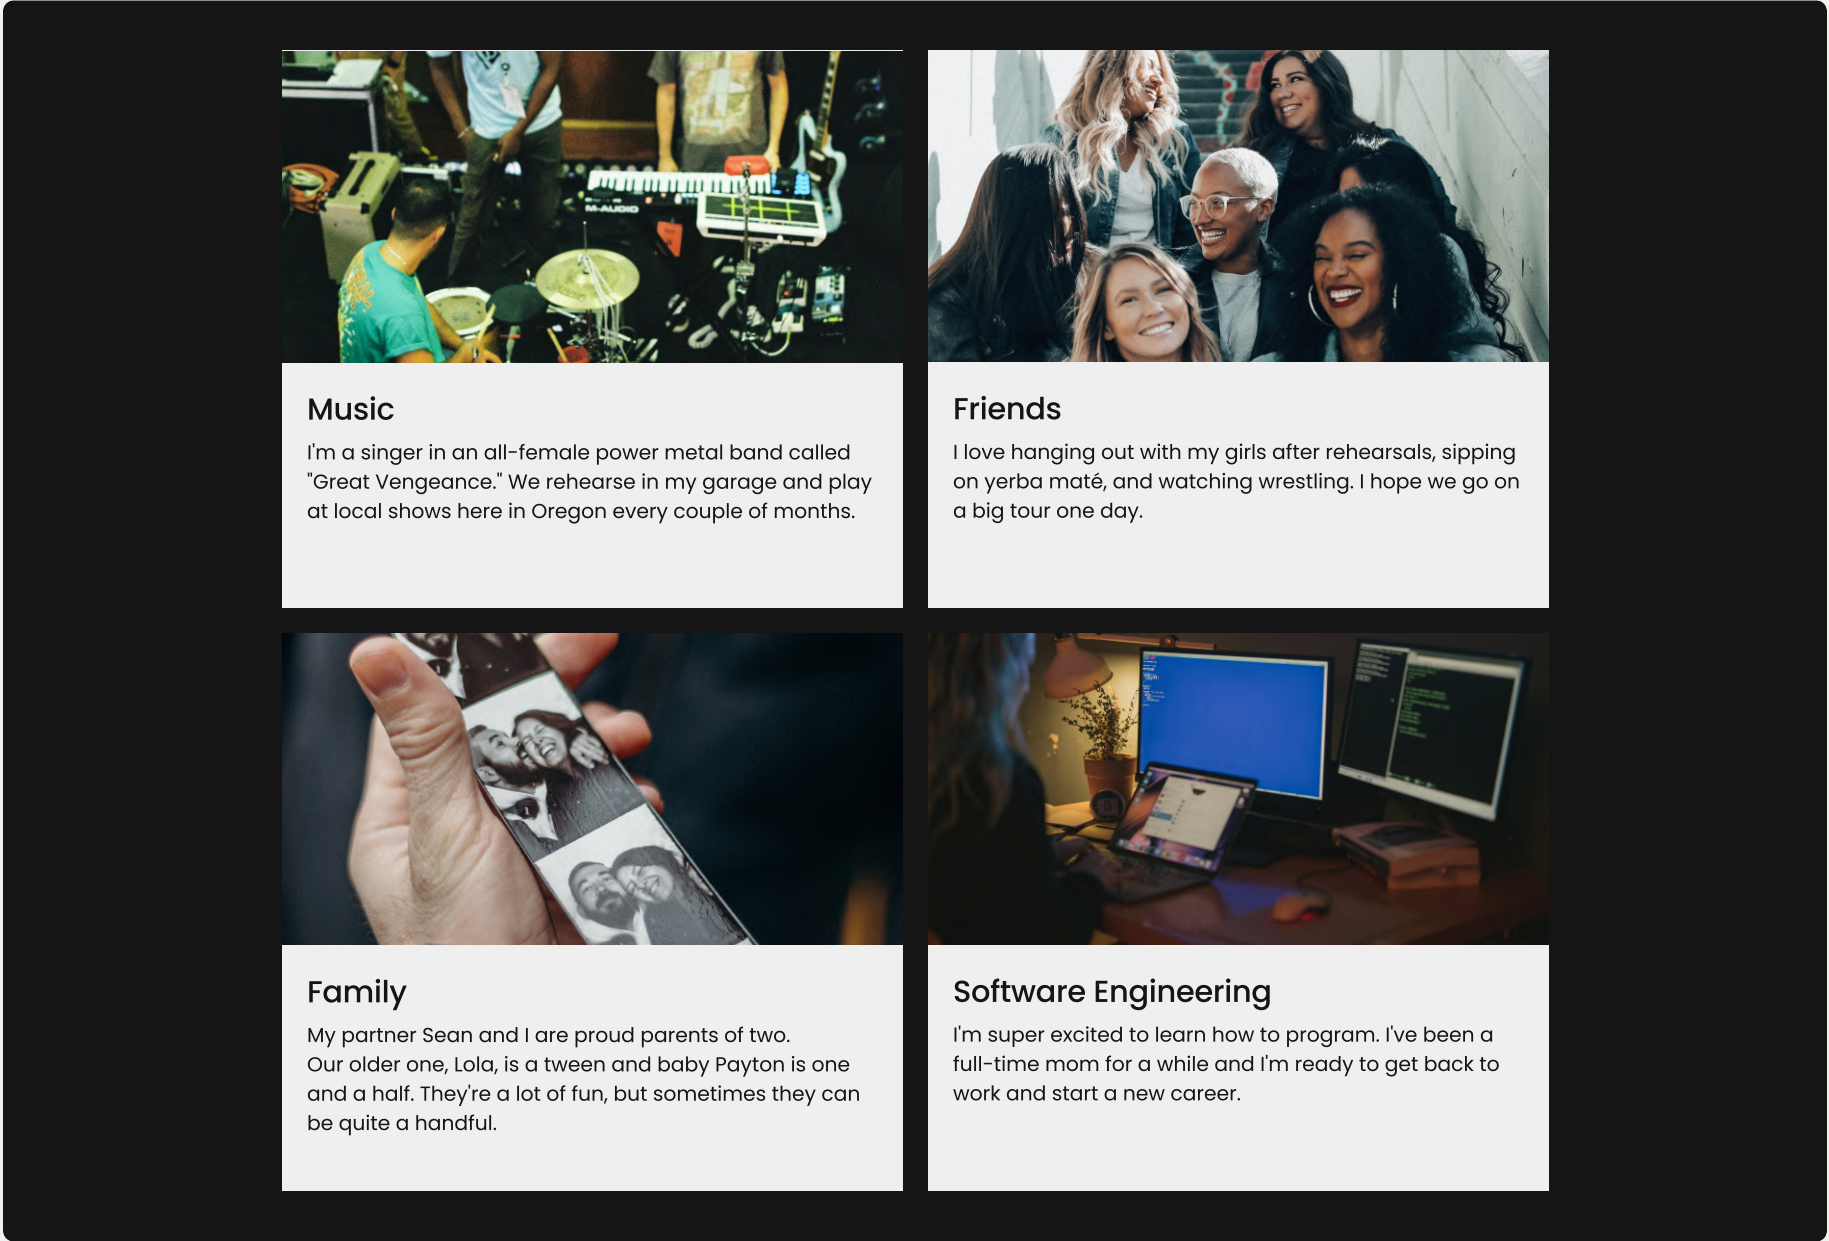 M-AUDIO
Music
I'm a singer in an all-female power metal band called
"Great Vengeance." We rehearse in my garage and play
at local shows here in Oregon every couple of months.
Friends
I love hanging out with my girls after rehearsals, sipping
on yerba maté, and watching wrestling. I hope we go on
a big tour one day.
Family
My partner Sean and I are proud parents of two.
Our older one, Lola, is a tween and baby Payton is one
and a half. They're a lot of fun, but sometimes they can
be quite a handful.
Software Engineering
I'm super excited to learn how to program. I've been a
full-time mom for a while and I'm ready to get back to
work and start a new career.